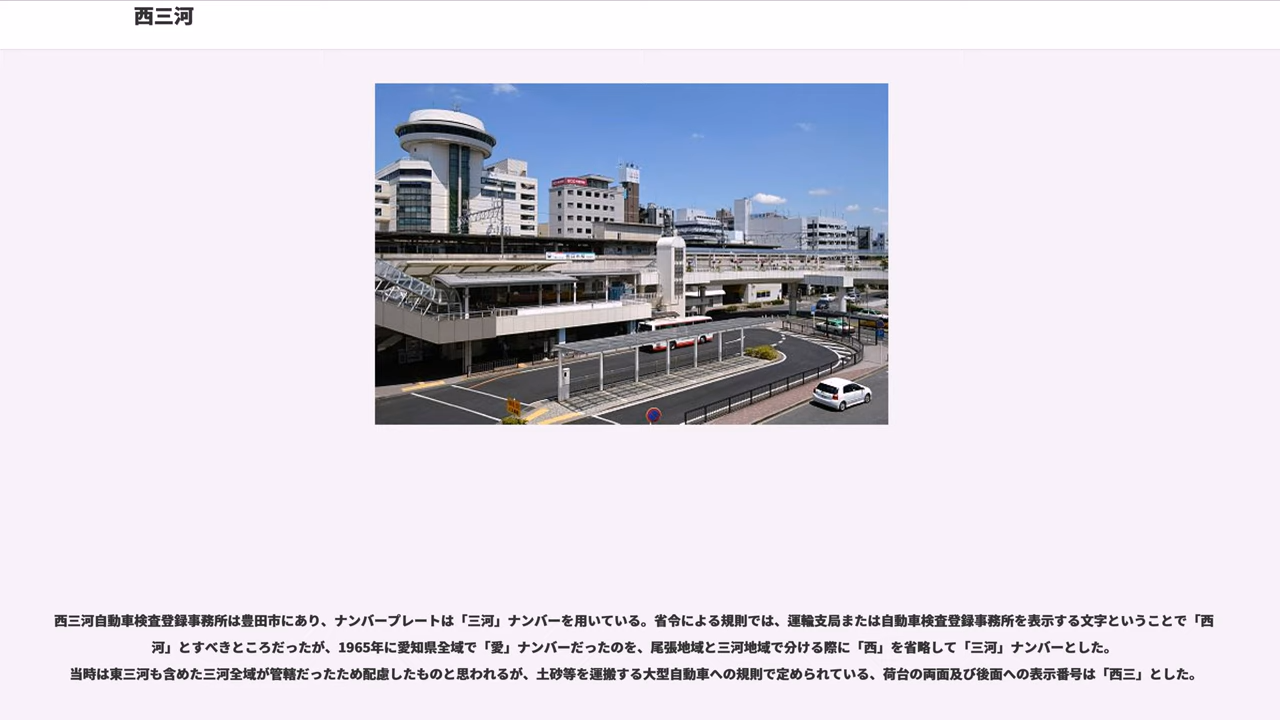 西三河
西三河自動車検査登録事務所は豊田市にあり、ナンバープレートは「三河」ナンバーを用いている。省令による規則では、運輸支局または自動車検査登録事務所を表示する文字ということで「西
河」とすべきところだったが、1965年に愛知県全域で「愛」ナンバーだったのを、尾張地域と三河地域で分ける際に「西」を省略して「三河」ナンバーとした。
当時は東三河も含めた三河全域が管轄だったため配慮したものと思われるが、土砂等を運搬する大型自動車への規則で定められている、荷台の両面及び後面への表示番号は「西三」とした。